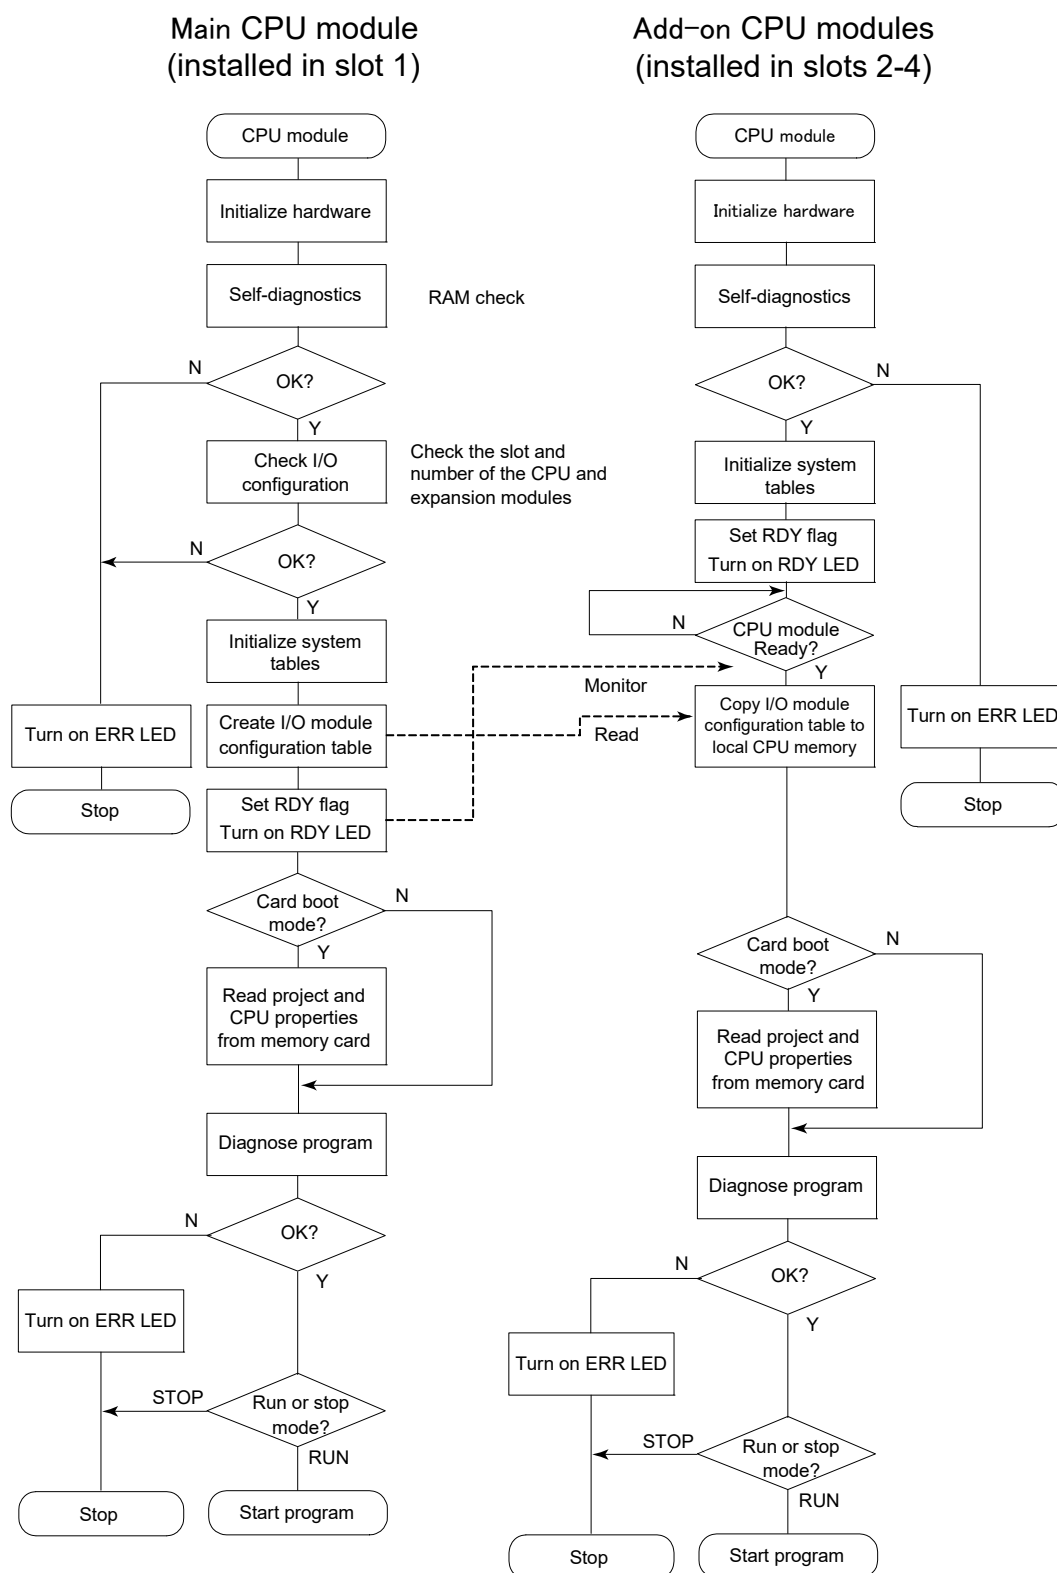 Main CPU module
(installed in slot 1)
CPU module
Initialize hardware
Self-diagnostics
RAM check
N
OK?
Y
Check I/O
configuration
Check the slot and
number of the CPU and
expansion modules
N
OK?
Y
Initialize system
tables
Create I/O module
configuration table
Turn on ERR LED
Stop
Set RDY flag
Turn on RDY LED
Monitor
Read
Card boot
mode?
N
Y
Read project and
CPU properties
from memory card
Diagnose program
N
OK?
Y
Turn on ERR LED
STOP
Run or stop
mode?
RUN
Stop
Start program
Add-on CPU modules
(installed in slots 2-4)
CPU module
Initialize hardware
Self-diagnostics
OK?
N
Y
Initialize system
tables
Set RDY flag
Turn on RDY LED
N
CPU module
Ready?
Y
Copy I/O module
configuration table to
local CPU memory
Turn on ERR LED
Stop
Card boot
mode?
N
Y
Read project and
CPU properties
from memory card
Diagnose program
N
OK?
Y
Turn on ERR LED
STOP
Run or stop
mode?
RUN
Stop
Start program